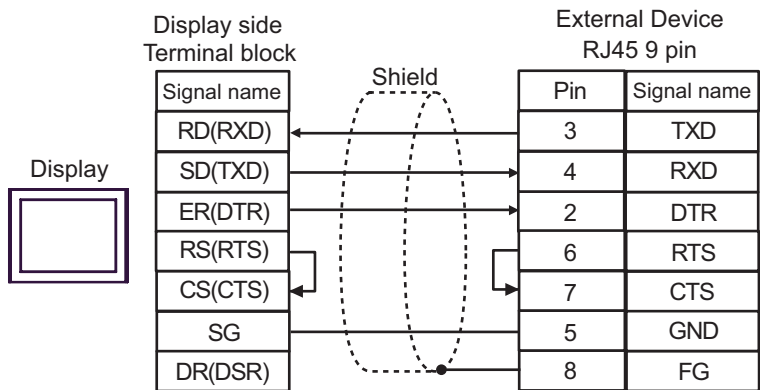 Display side
Terminal block
External Device
RJ45 9 pin
Shield
Display
Signal name
Pin Signal name
RD(RXD) 3 TXD
SD(TXD) 4 RXD
ER(DTR) 2 DTR
RS(RTS) 6 RTS
CS(CTS) 7 CTS
SG 5 GND
DR(DSR) 8 FG